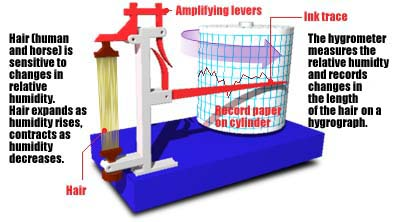 Amplifying levers
Ink trace
Hair (human
and horse) is
sensitive to
changes in
relative
humidity.
Hair expands as
humidity rises,
contracts as
humidity
decreases.
The hygrometer
measures the
relative humidty
and records
changes in
the length
of the hair on a
hygrograph.
Record paper
on cylinder
Hair